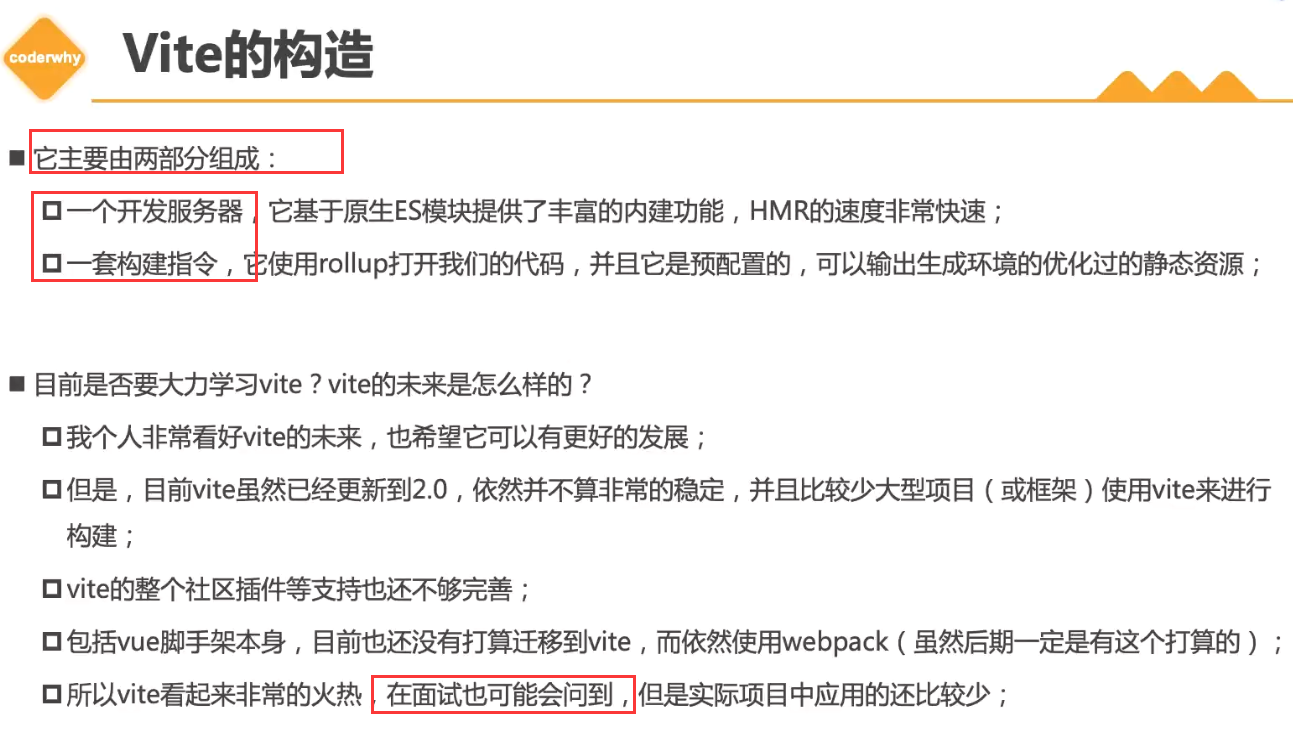 coderwhy
Vite的构造
它主要由两部分组成：
一个开发服务器，它基于原生ES模块提供了丰富的内建功能，HMR的速度非常快速；
一套构建指令，它使用rollup打开我们的代码，并且它是预配置的，可以输出生成环境的优化过的静态资源；
目前是否要大力学习vite？vite的未来是怎么样的？
我个人非常看好vite的未来，也希望它可以有更好的发展；
但是，目前vite虽然已经更新到2.0，依然并不算非常的稳定，并且比较少大型项目（或框架）使用vite来进行
构建；
vite的整个社区插件等支持也还不够完善；
包括vue脚手架本身，目前也还没有打算迁移到vite，而依然使用webpack（虽然后期一定是有这个打算的）；
所以vite看起来非常的火热，在面试也可能会问到，但是实际项目中应用的还比较少；